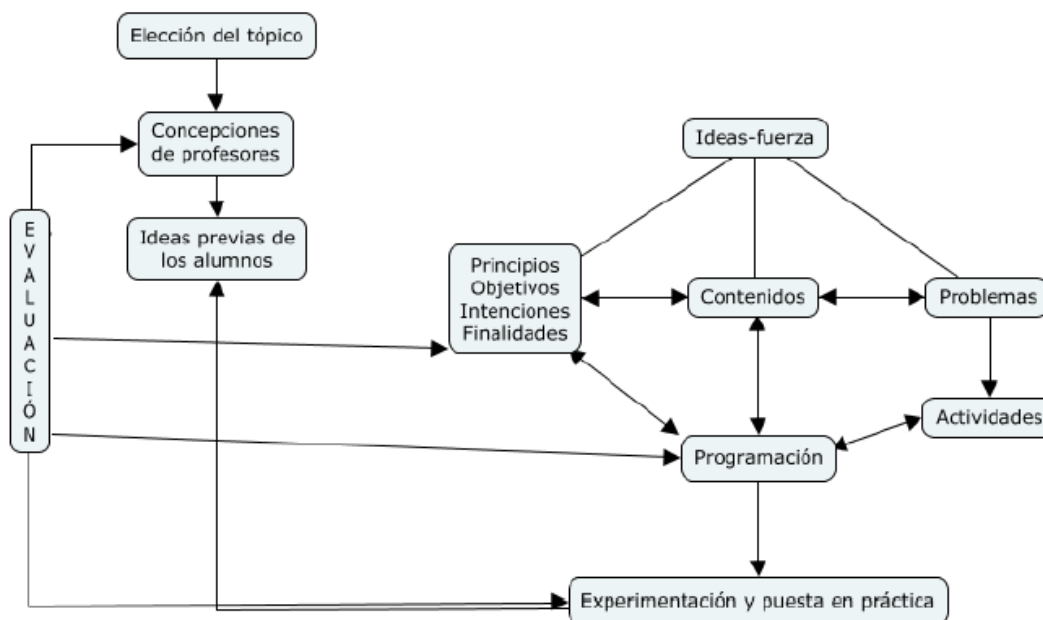 Elección del tópico
Concepciones
de profesores
Ideas-fuerza
EVALUACIÓN
Ideas previas de
los alumnos
Principios
Objetivos
Intenciones
Finalidades
Contenidos
Problemas
Actividades
Programación
Experimentación y puesta en práctica